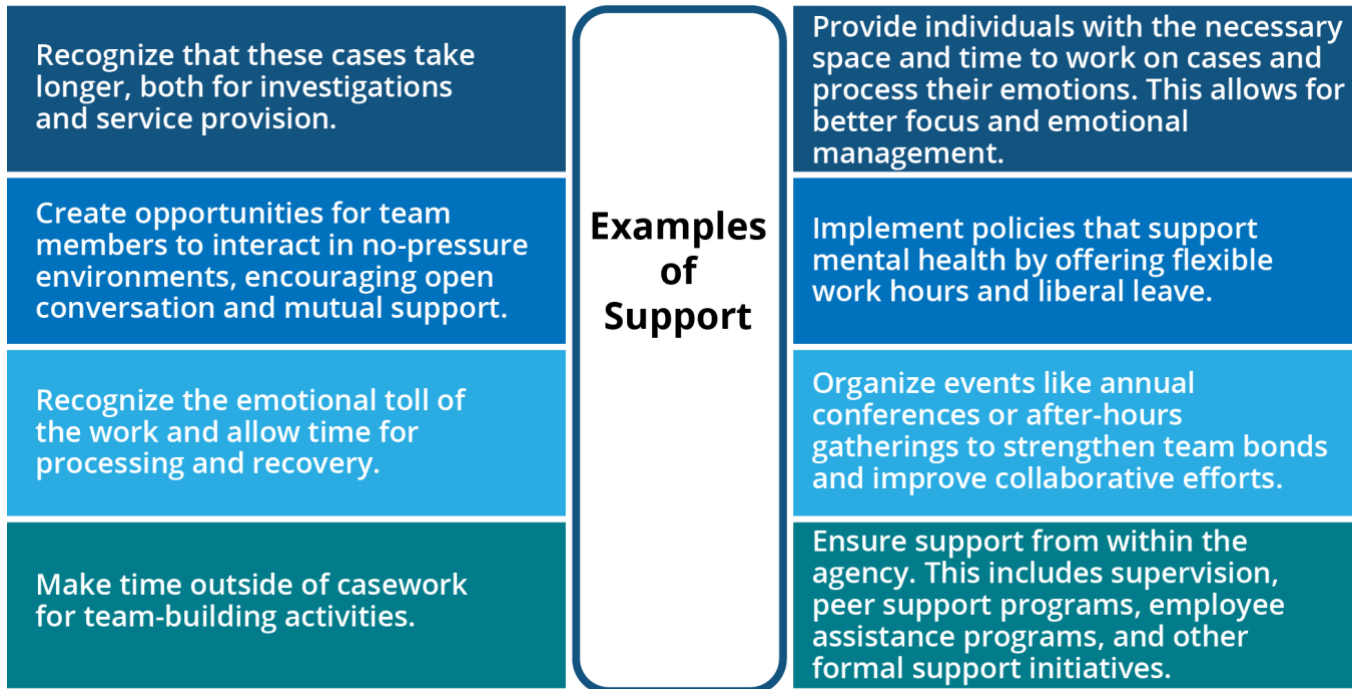 Recognize that these cases take
longer, both for investigations
and service provision.
Create opportunities for team
members to interact in no-pressure
environments, encouraging open
conversation and mutual support.
Recognize the emotional toll of
the work and allow time for
processing and recovery.
Make time outside of casework
for team-building activities.
Examples
of
Support
Provide individuals with the necessary
space and time to work on cases and
process their emotions. This allows for
better focus and emotional
management.
Implement policies that support
mental health by offering flexible
work hours and liberal leave.
Organize events like annual
conferences or after-hours
gatherings to strengthen team bonds
and improve collaborative efforts.
Ensure support from within the
agency. This includes supervision,
peer support programs, employee
assistance programs, and other
formal support initiatives.